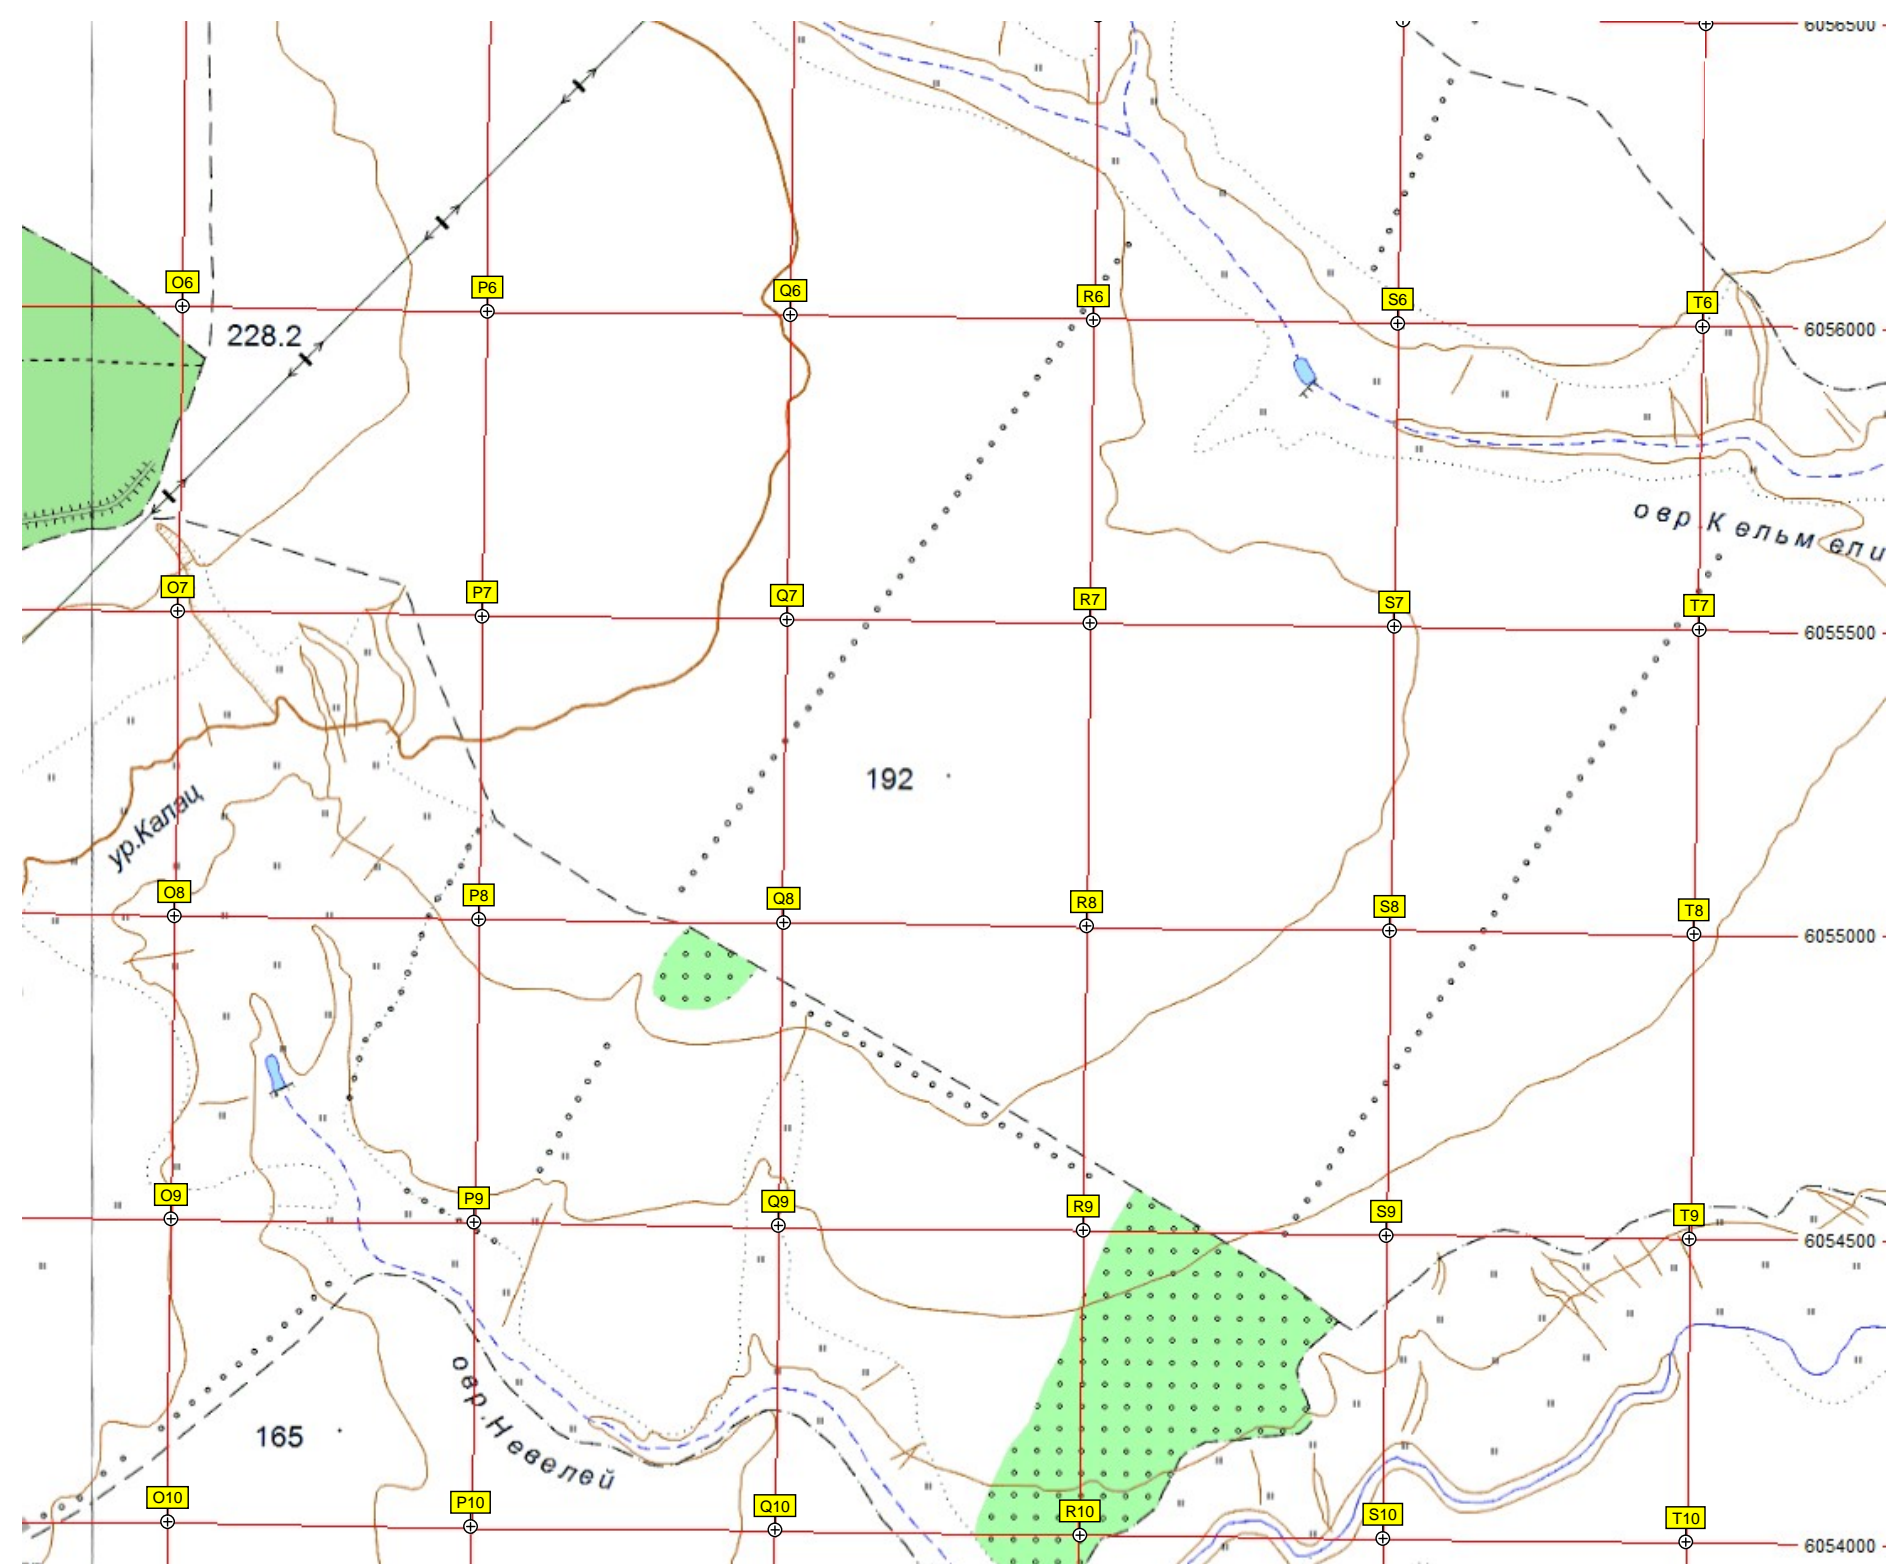 6056500
O6
P6
Q6
R6
S6
T6
6056000
228.2
овр.Кельмели
O7
P7
Q7
R7
S7
T7
6055500
192
ур.Калац
O8
P8
Q8
R8
S8
T8
6055000
O9
P9
Q9
R9
S9
T9
6054500
овр.Невелей
165
O10
P10
Q10
R10
S10
T10
6054000